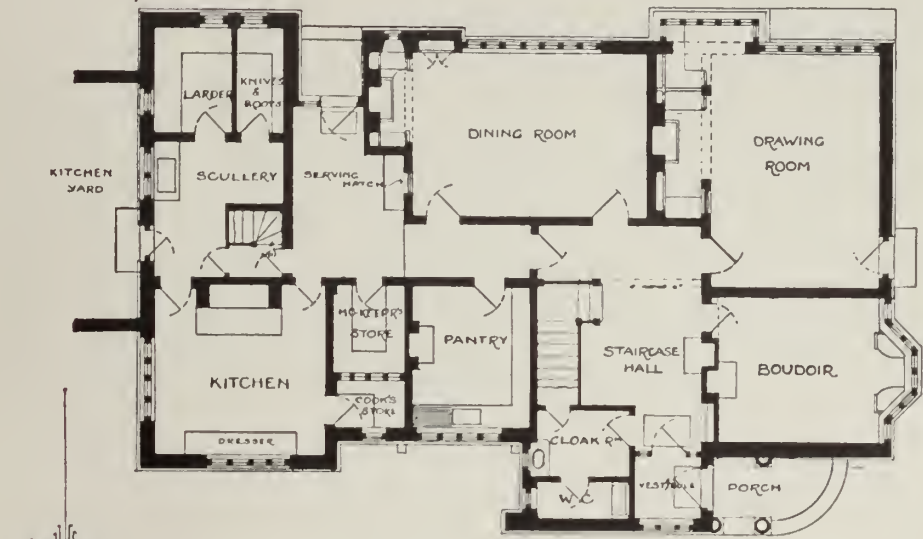 LARDER
KNIVES
&
BOOTS
KITCHEN
YARD
SCULLERY
SERVING
HATCH
DINING ROOM
DRAWING
ROOM
H.KEEPR'S
STORE
PANTRY
KITCHEN
COOK'S
STORE
DRESSER
STAIRCASE
HALL
BOUDOIR
CLOAK RM
W.C
VESTIBULE
PORCH